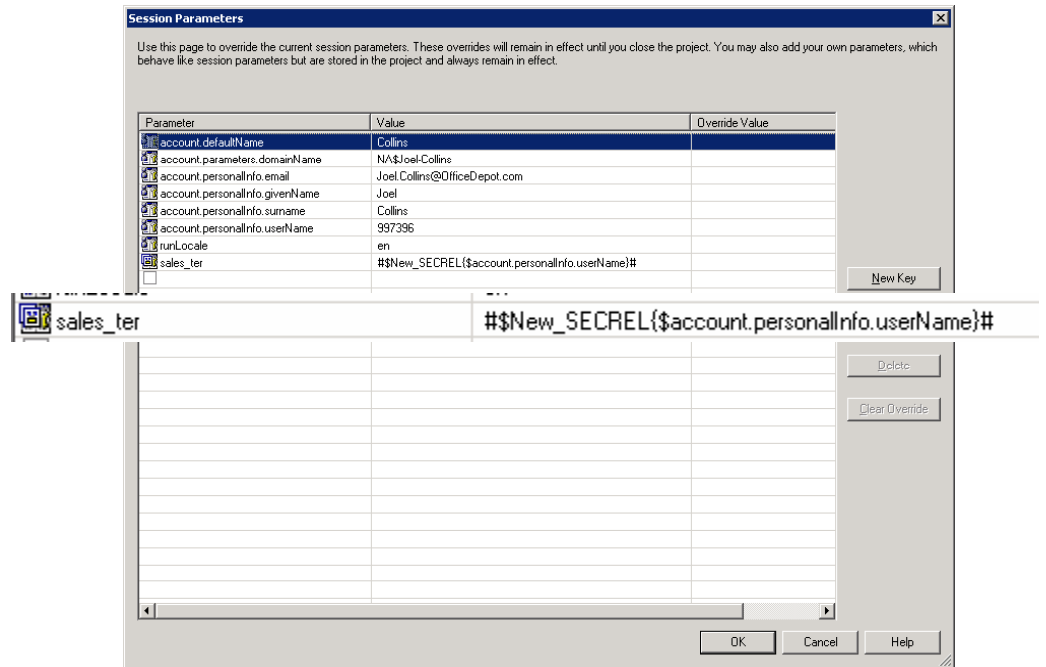 Session Parameters
Use this page to override the current session parameters. These overrides will remain in effect until you close the project. You may also add your own parameters, which
behave like session parameters but are stored in the project and always remain in effect.
Parameter Value Override Value
account.defaultName Collins
account.parameters.domainName NA$Joel-Collins
account.personalInfo.email Joel.Collins@OfficeDepot.com
account.personalInfo.givenName Joel
account.personalInfo.surname Collins
account.personalInfo.userName 997396
runLocale en
sales_ter #$New_SECREL{$account.personalInfo.userName}#
New Key
sales_ter #$New_SECREL{$account.personalInfo.userName}#
Delete
Clear Override
OK Cancel Help